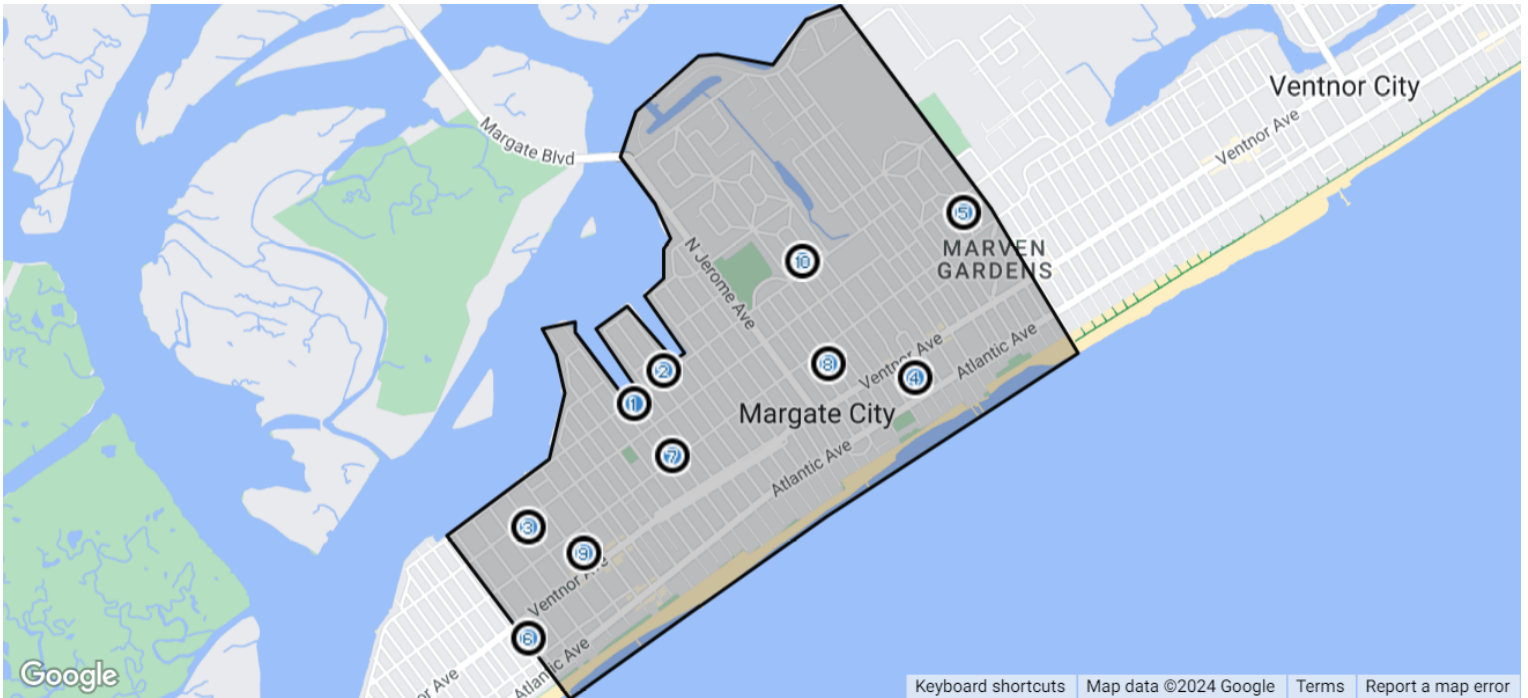 Ventnor City
Margate Blvd
Ventnor Ave
5
MARVEN
GARDENS
N Jerome Ave
10
2
8
Ventnor Ave
Atlantic Ave
4
1
Margate City
7
Atlantic Ave
3
9
Ventnor Ave
6
Atlantic Ave
or Ave
Google
Keyboard shortcuts
Map data ©2024 Google
Terms
Report a map error